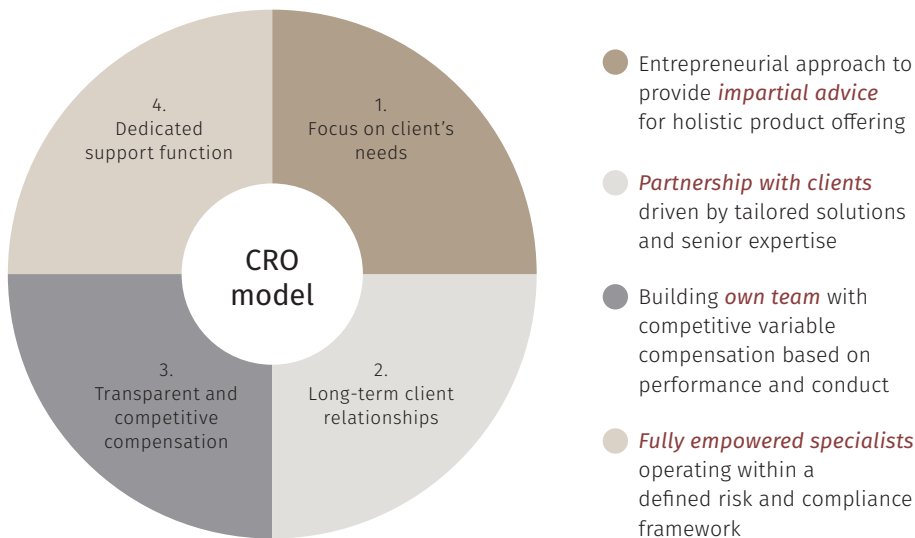 1.
Focus on client's
needs
2.
Long-term client
relationships
3.
Transparent and
competitive
compensation
4.
Dedicated
support function
CRO
model
Entrepreneurial approach to
provide impartial advice
for holistic product offering
Partnership with clients
driven by tailored solutions
and senior expertise
Building own team with
competitive variable
compensation based on
performance and conduct
Fully empowered specialists
operating within a
defined risk and compliance
framework